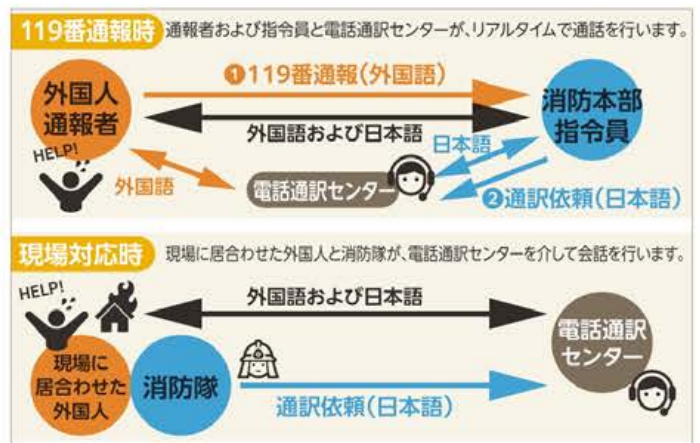 119番通報時 通報者および指令員と電話通訳センターが、リアルタイムで通話を行います。
❶119番通報(外国語)
外国人
通報者
消防本部
指令員
外国語および日本語
日本語
HELP!
外国語
電話通訳センター
❷通訳依頼(日本語)
現場対応時 現場に居合わせた外国人と消防隊が、電話通訳センターを介して会話を行います。
HELP!
外国語および日本語
電話通訳
センター
現場に
居合わせた
外国人
消防隊
通訳依頼(日本語)